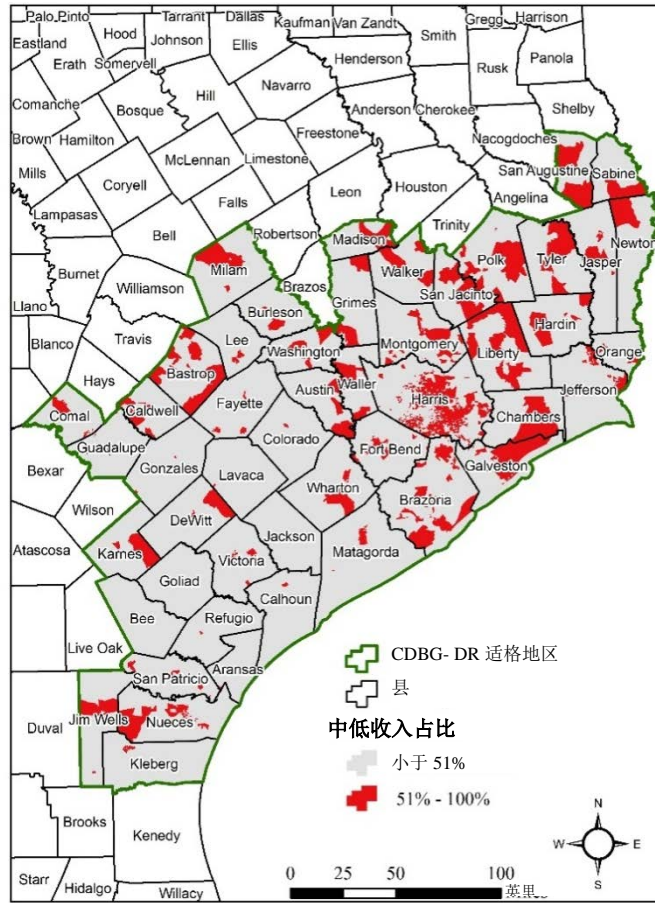 Palo Pinto
Tarrant
Dallas
Kaufman
Van Zandt
Gregg
Harrison
Eastland
Hood
Johnson
Ellis
Smith
Erath
Somervell
Henderson
Rusk
Panola
Comanche
Bosque
Hill
Navarro
Anderson
Cherokee
Shelby
Brown
Hamilton
Freestone
Nacogdoches
Mills
McLennan
Limestone
San Augustine
Sabine
Coryell
Leon
Houston
Angelina
Lampasas
Falls
Trinity
Bell
Robertson
Madison
Newton
Burnet
Milam
Walker
Polk
Tyler
Jasper
Williamson
Brazos
Grimes
San Jacinto
Llano
Burleson
Hardin
Travis
Lee
Washington
Montgomery
Liberty
Orange
Blanco
Bastrop
Austin
Waller
Harris
Jefferson
Hays
Comal
Caldwell
Fayette
Chambers
Guadalupe
Colorado
Fort Bend
Bexar
Gonzales
Lavaca
Galveston
Wharton
Wilson
DeWitt
Brazoria
Atascosa
Karnes
Jackson
Victoria
Matagorda
Goliad
Calhoun
Bee
Refugio
Live Oak
Aransas
San Patricio
Duval
Jim Wells
Nueces
Kleberg
Brooks
Kenedy
Starr
Hidalgo
Willacy
CDBG- DR 适格地区
县
中低收入占比
小于 51%
51% - 100%
N
W
E
S
0 25 50 100
英里